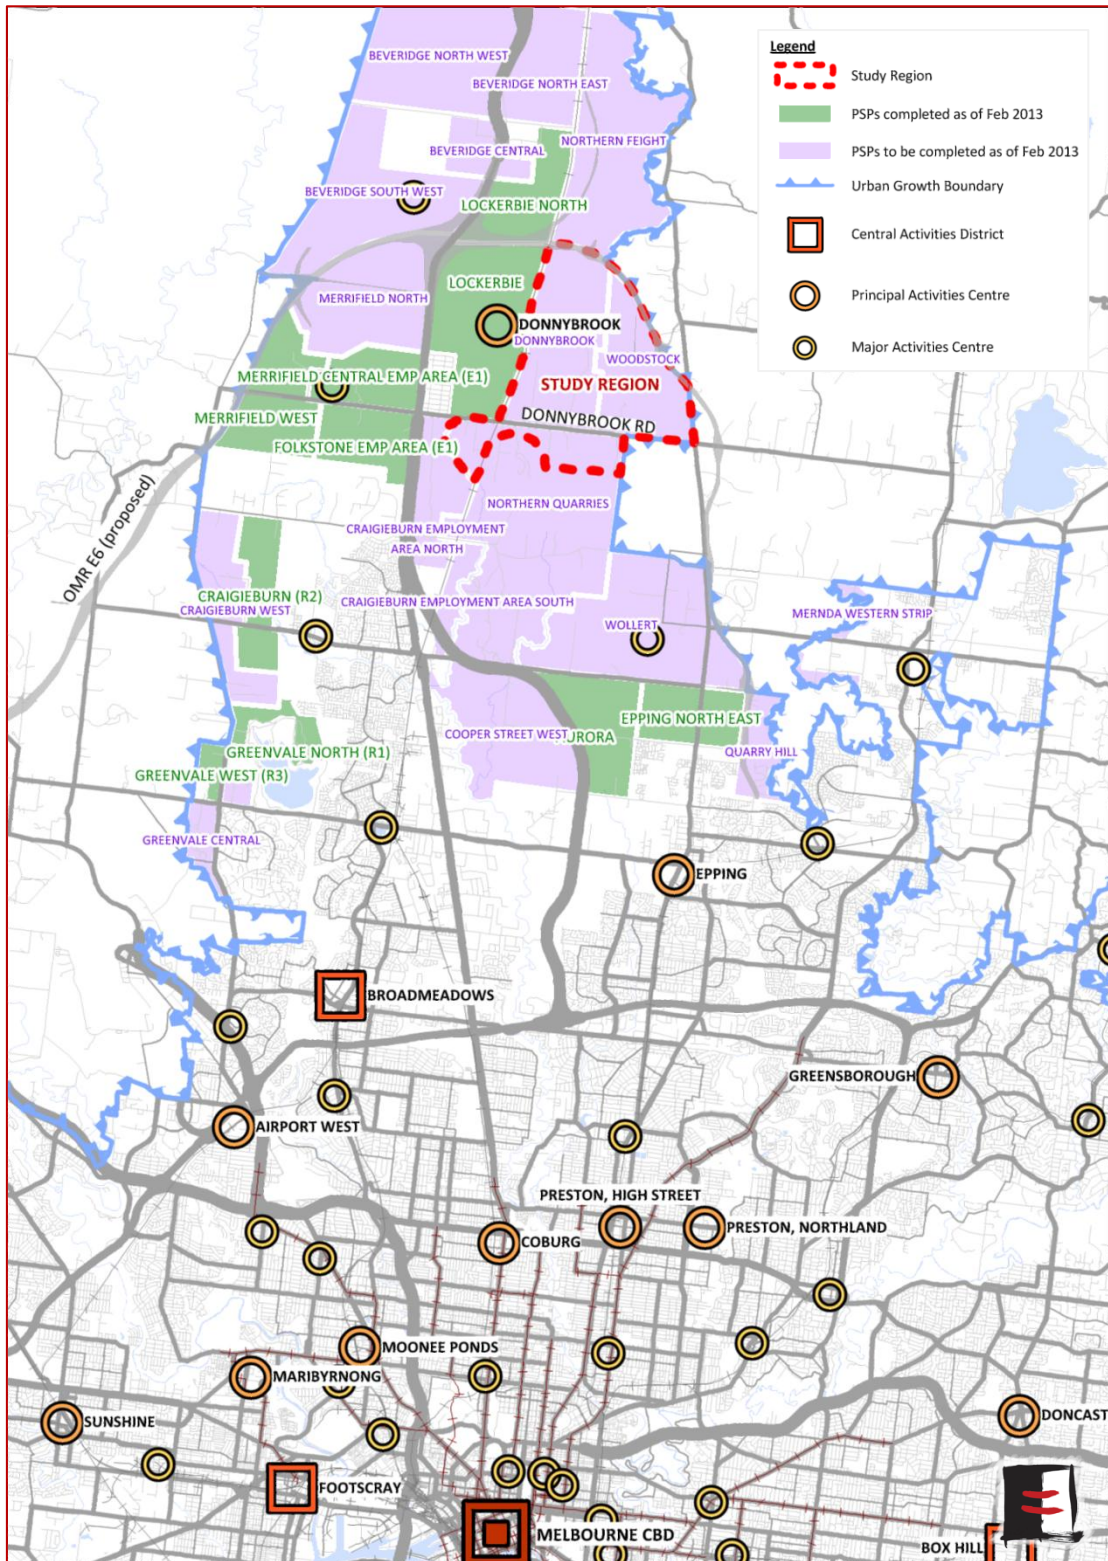 Legend
Study Region
PSPs completed as of Feb 2013
PSPs to be completed as of Feb 2013
Urban Growth Boundary
Central Activities District
Principal Activities Centre
Major Activities Centre
BEVERIDGE NORTH WEST
BEVERIDGE NORTH EAST
NORTHERN FEIGHT
BEVERIDGE CENTRAL
BEVERIDGE SOUTH WEST
LOCKERBIE NORTH
LOCKERBIE
MERRIFIELD NORTH
DONNYBROOK
DONNYBROOK
WOODSTOCK
STUDY REGION
MERRIFIELD CENTRAL EMP AREA (E1)
MERRIFIELD WEST
DONNYBROOK RD
FOLKSTONE EMP AREA (E1)
OMR E6 (proposed)
NORTHERN QUARRIES
CRAIGIEBURN EMPLOYMENT
AREA NORTH
CRAIGIEBURN (R2)
CRAIGIEBURN WEST
CRAIGIEBURN EMPLOYMENT AREA SOUTH
WOLLERT
MERNDA WESTERN STRIP
EPPING NORTH EAST
COOPER STREET WEST
AURORA
QUARRY HILL
GREENVALE NORTH (R1)
GREENVALE WEST (R3)
GREENVALE CENTRAL
EPPING
BROADMEADOWS
GREENSBOROUGH
AIRPORT WEST
PRESTON, HIGH STREET
PRESTON, NORTHLAND
COBURG
MOONEE PONDS
MARIBYRNONG
SUNSHINE
DONCAST
FOOTSCRAY
MELBOURNE CBD
BOX HILL